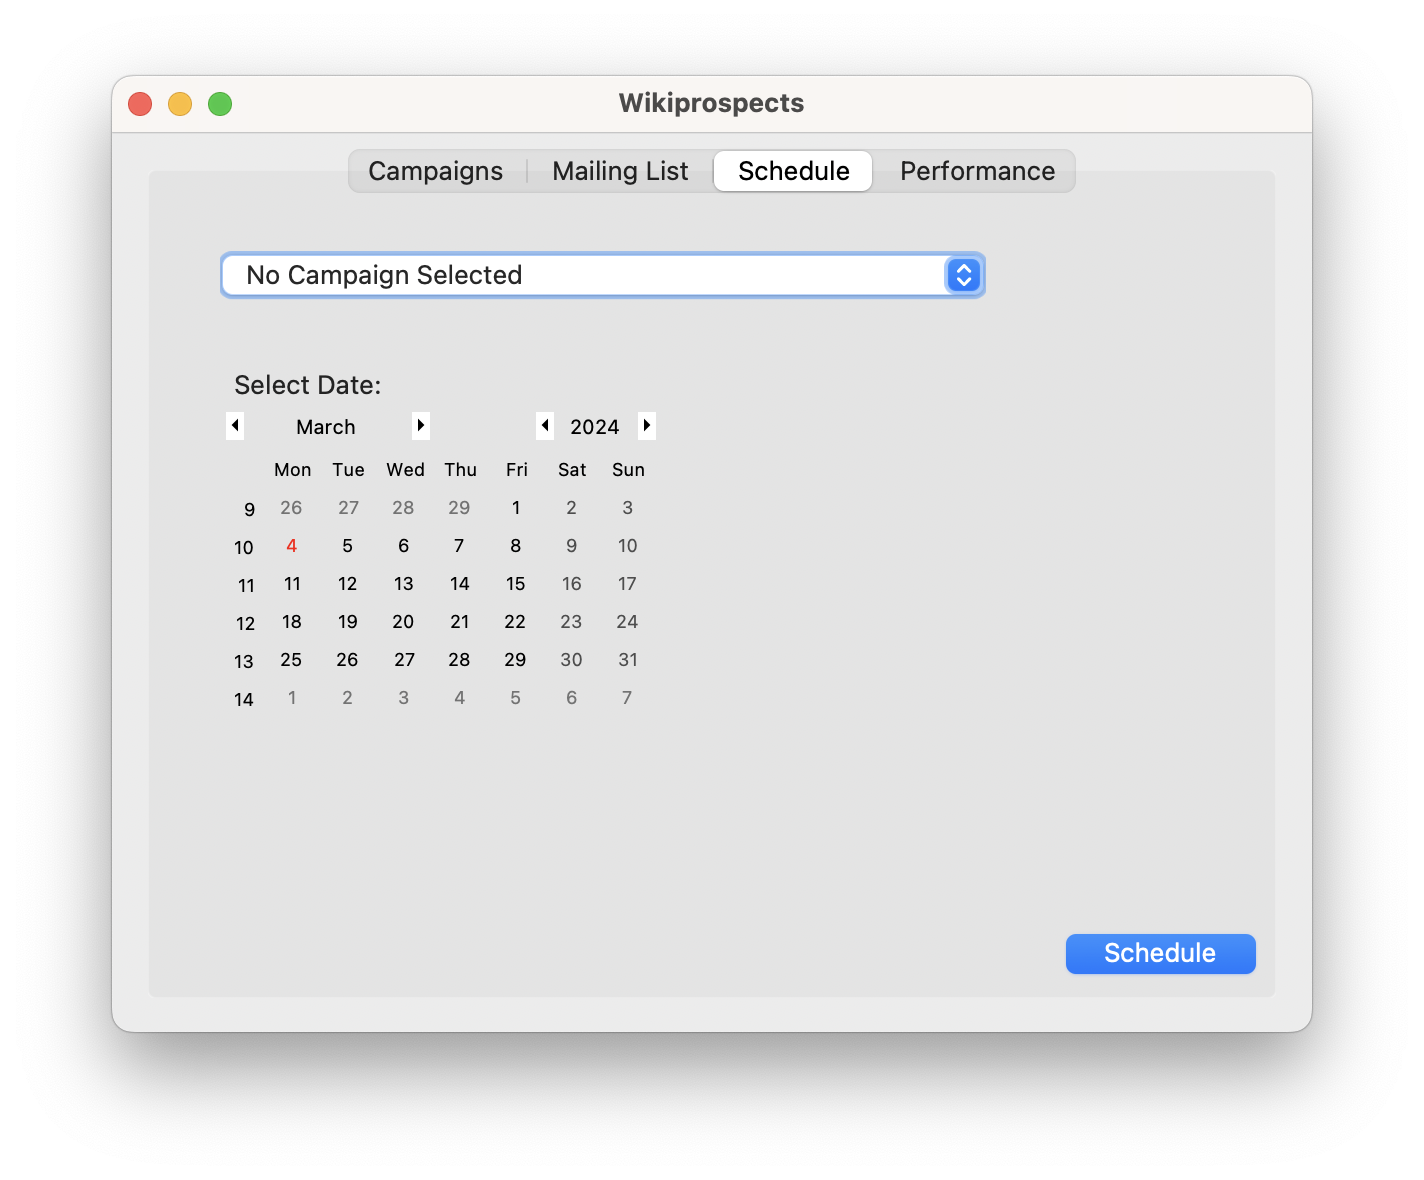 Wikiprospects
Campaigns Mailing List Schedule Performance
No Campaign Selected
Select Date:
March 2024
Mon Tue Wed Thu Fri Sat Sun
9 26 27 28 29 1 2 3
10 4 5 6 7 8 9 10
11 11 12 13 14 15 16 17
12 18 19 20 21 22 23 24
13 25 26 27 28 29 30 31
14 1 2 3 4 5 6 7
Schedule